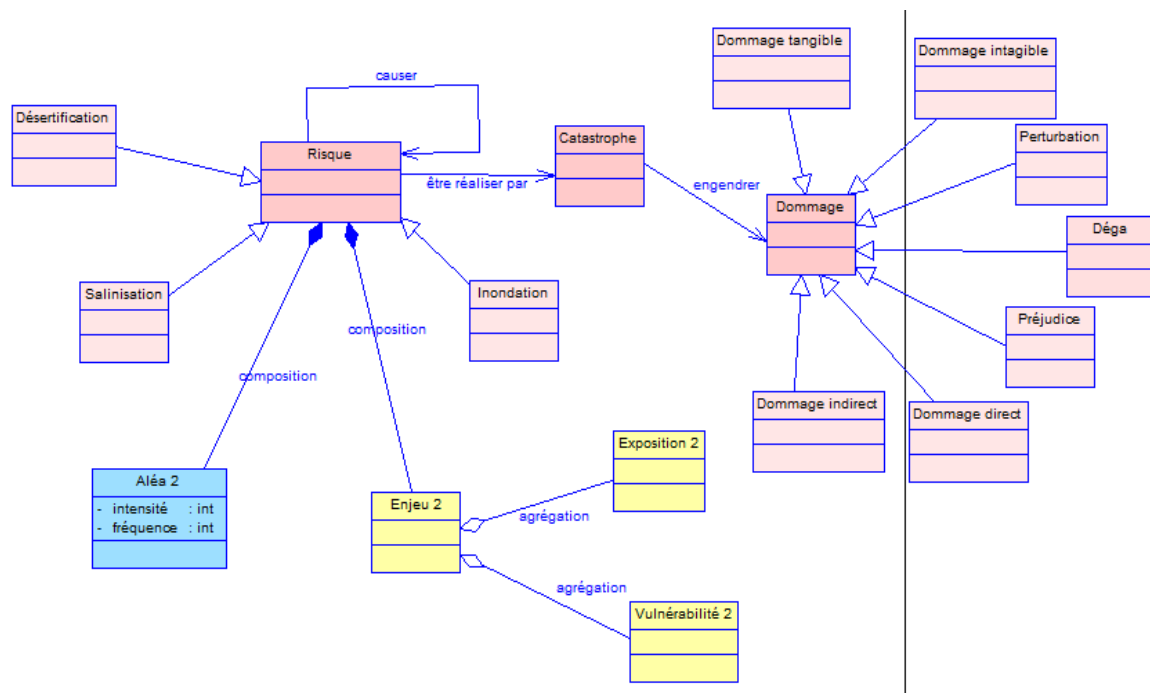 Dommage tangible
Dommage intagible
causer
Désertification
Risque
Catastrophe
Perturbation
être réaliser par
engendrer
Dommage
Déga
Salinisation
Inondation
Préjudice
composition
composition
Dommage indirect
Dommage direct
Exposition 2
Aléa 2
- intensité : int
- fréquence : int
Enjeu 2
agrégation
agrégation
Vulnérabilité 2